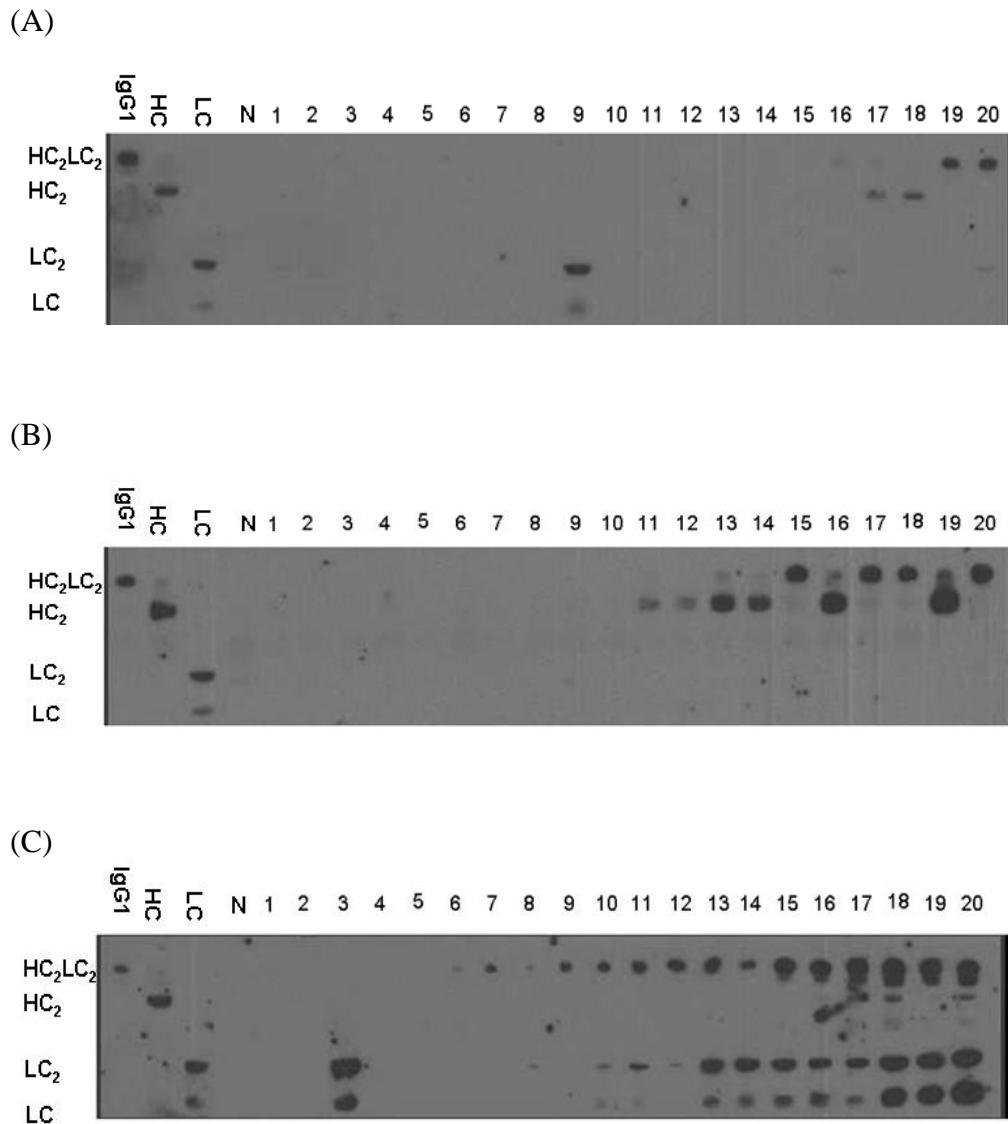 (A)
IgG1 HC LC N 1 2 3 4 5 6 7 8 9 10 11 12 13 14 16 17 18 19 20
HC₂LC₂
HC₂
LC₂
LC
(B)
IgG1 HC LC N 1 2 3 4 5 6 7 8 9 10 11 12 13 14 15 16 17 18 19 20
HC₂LC₂
HC₂
LC₂
LC
(C)
IgG1 HC LC N 1 2 3 4 5 6 7 8 9 10 11 12 13 14 15 16 17 18 19 20
HC₂LC₂
HC₂
LC₂
LC